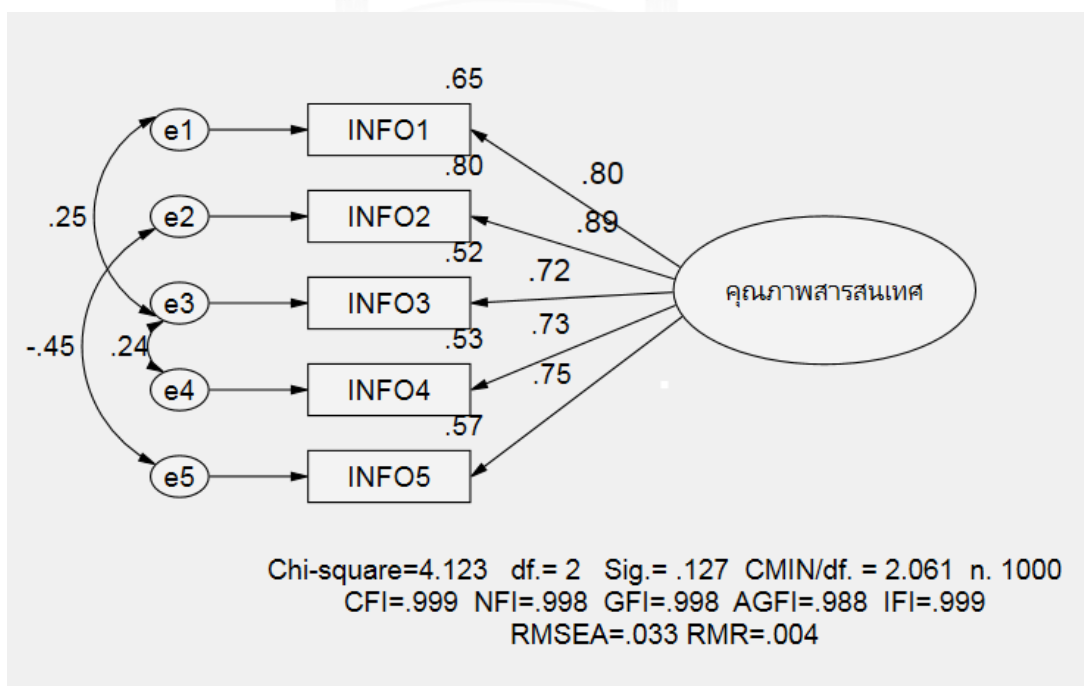 .65
e1 INFO1
.80 .80
.25 e2 INFO2 .89
.52
.72
e3 INFO3 คุณภาพสารสนเทศ
-.45 .24 .53 .73
e4 INFO4 .75
.57
e5 INFO5
Chi-square=4.123 df.= 2 Sig.= .127 CMIN/df. = 2.061 n. 1000
CFI=.999 NFI=.998 GFI=.998 AGFI=.988 IFI=.999
RMSEA=.033 RMR=.004